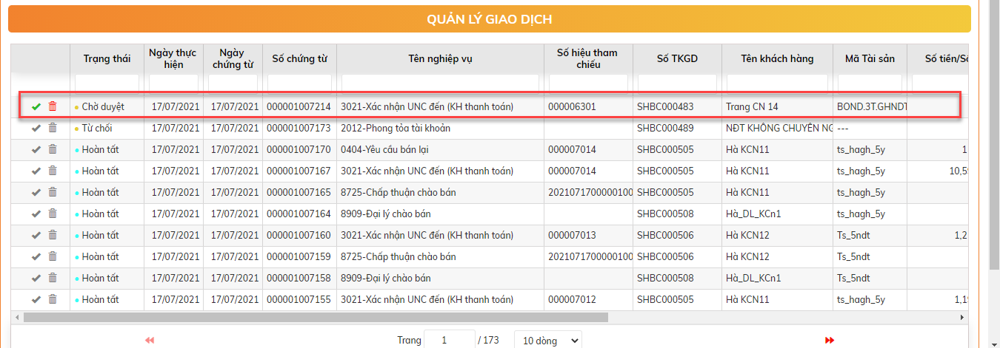 QUẢN LÝ GIAO DỊCH
Trạng thái Ngày thực hiện Ngày chứng từ Số chứng từ Tên nghiệp vụ Số hiệu tham chiếu Số TKGD Tên khách hàng Mã Tài sản Số tiền/Số
Chờ duyệt 17/07/2021 17/07/2021 000001007214 3021-Xác nhận UNC đến (KH thanh toán) 000006301 SHBC000483 Trang CN 14 BOND.3T.GHNDT
Từ chối 17/07/2021 17/07/2021 000001007173 2012-Phong tỏa tài khoản SHBC000489 NĐT KHÔNG CHUYÊN NG ---
Hoàn tất 17/07/2021 17/07/2021 000001007170 0404-Yêu cầu bán lại 000007014 SHBC000505 Hà KCN11 ts_hagh_5y 1
Hoàn tất 17/07/2021 17/07/2021 000001007167 3021-Xác nhận UNC đến (KH thanh toán) 000007014 SHBC000505 Hà KCN11 ts_hagh_5y 10,59
Hoàn tất 17/07/2021 17/07/2021 000001007165 8725-Chấp thuận chào bán 2021071700000100 SHBC000505 Hà KCN11 ts_hagh_5y
Hoàn tất 17/07/2021 17/07/2021 000001007164 8909-Đại lý chào bán SHBC000508 Hà_DL_KCn1 ts_hagh_5y
Hoàn tất 17/07/2021 17/07/2021 000001007160 3021-Xác nhận UNC đến (KH thanh toán) 000007013 SHBC000506 Hà KCN12 Ts_5ndt 1,2
Hoàn tất 17/07/2021 17/07/2021 000001007159 8725-Chấp thuận chào bán 2021071700000100 SHBC000506 Hà KCN12 Ts_5ndt
Hoàn tất 17/07/2021 17/07/2021 000001007158 8909-Đại lý chào bán SHBC000508 Hà_DL_KCn1 Ts_5ndt
Hoàn tất 17/07/2021 17/07/2021 000001007155 3021-Xác nhận UNC đến (KH thanh toán) 000007012 SHBC000505 Hà KCN11 ts_hagh_5y 1,19
Trang 1 / 173 10 dòng